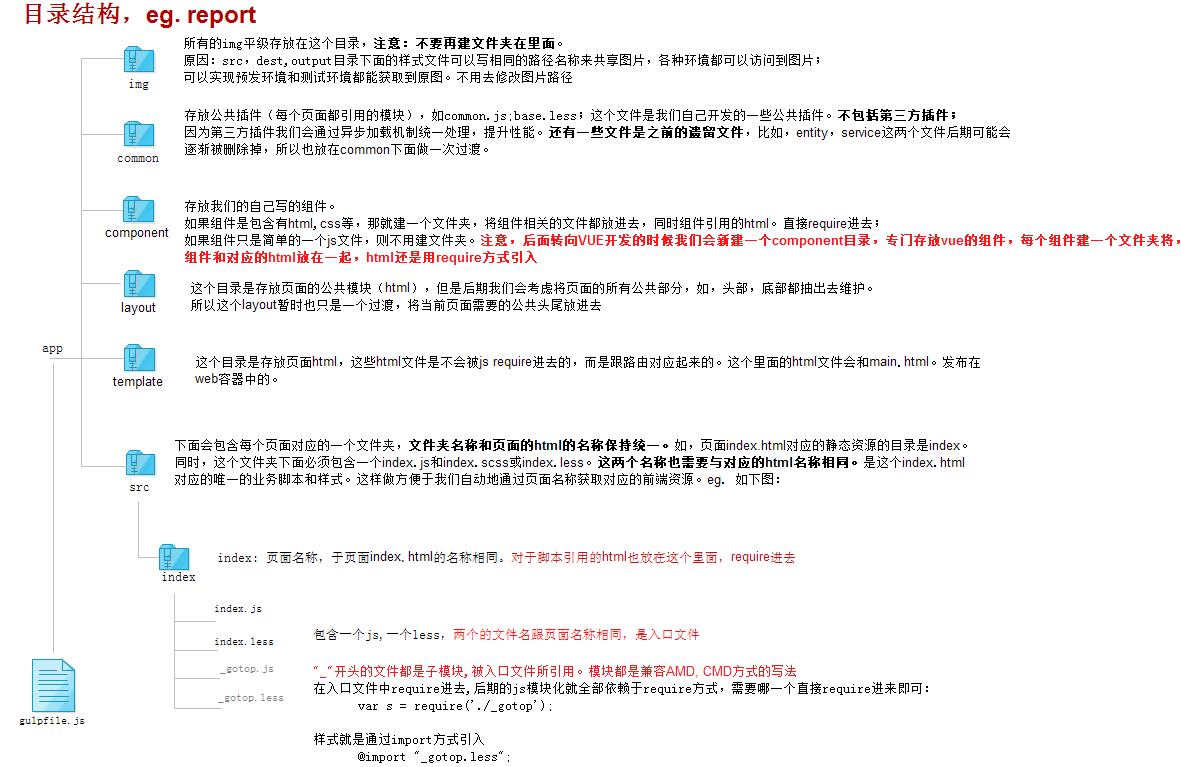 目录结构，eg. report
所有的img平级存放在这个目录，注意：不要再建文件夹在里面。
原因：src，dest,output目录下面的样式文件可以写相同的路径名称来共享图片，各种环境都可以访问到图片；
可以实现预发环境和测试环境都能获取到原图。不用去修改图片路径
img
存放公共插件（每个页面都引用的模块），如common.js;base.less；这个文件是我们自己开发的一些公共插件。不包括第三方插件；
因为第三方插件我们会通过异步加载机制统一处理，提升性能。还有一些文件是之前的遗留文件，比如，entity，service这两个文件后期可能会
逐渐被删除掉，所以也放在common下面做一次过渡。
common
存放我们的自己写的组件。
如果组件是包含有html,css等，那就建一个文件夹，将组件相关的文件都放进去，同时组件引用的html。直接require进去；
如果组件只是简单的一个js文件，则不用建文件夹。注意，后面转向VUE开发的时候我们会新建一个component目录，专门存放vue的组件，每个组件建一个文件夹将，
组件和对应的html放在一起，html还是用require方式引入
component
这个目录是存放页面的公共模块（html），但是后期我们会考虑将页面的所有公共部分，如，头部，底部都抽出去维护。
所以这个layout暂时也只是一个过渡，将当前页面需要的公共头尾放进去
layout
app
这个目录是存放页面html，这些html文件是不会被js require进去的，而是跟路由对应起来的。这个里面的html文件会和main.html。发布在
web容器中的。
template
下面会包含每个页面对应的一个文件夹，文件夹名称和页面的html的名称保持统一。如，页面index.html对应的静态资源的目录是index。
同时，这个文件夹下面必须包含一个index.js和index.scss或index.less。这两个名称也需要与对应的html名称相同。是这个index.html
对应的唯一的业务脚本和样式。这样做方便于我们自动地通过页面名称获取对应的前端资源。eg. 如下图：
src
index: 页面名称，于页面index.html的名称相同。对于脚本引用的html也放在这个里面，require进去
index
index.js
index.less
包含一个js,一个less，两个的文件名跟页面名称相同，是入口文件
_gotop.js
"_"开头的文件都是子模块,被入口文件所引用。模块都是兼容AMD, CMD方式的写法
在入口文件中require进去,后期的js模块化就全部依赖于require方式，需要哪一个直接require进来即可：
_gotop.less
var s = require('./_gotop');
gulpfile.js
样式就是通过import方式引入
@import "_gotop.less";